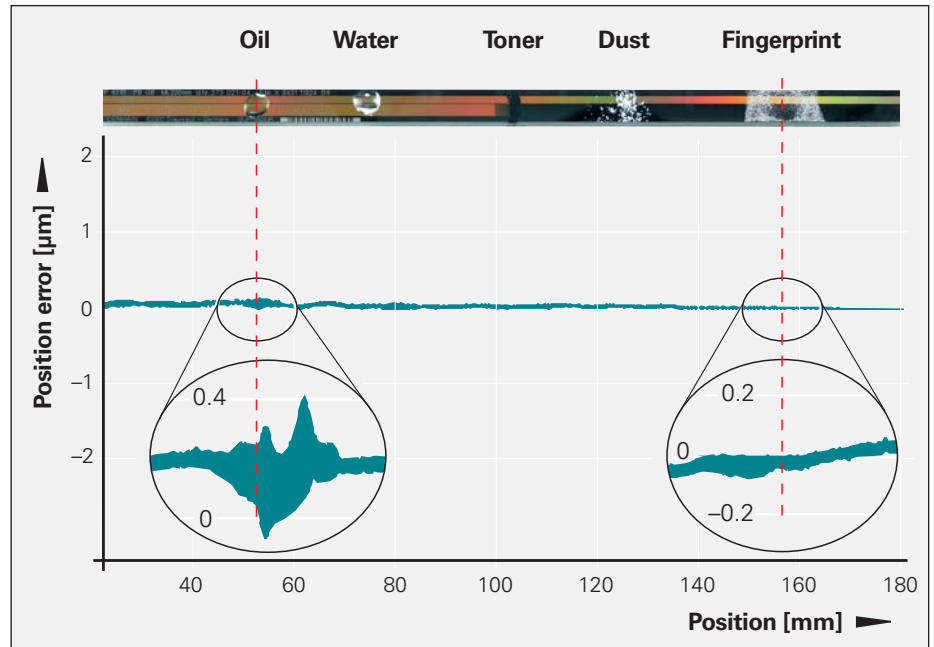 Oil Water Toner Dust Fingerprint
2
1
0
–1
–2
Position error [µm]
0.4
0
0.2
0
–0.2
40 60 80 100 120 140 160 180
Position [mm]